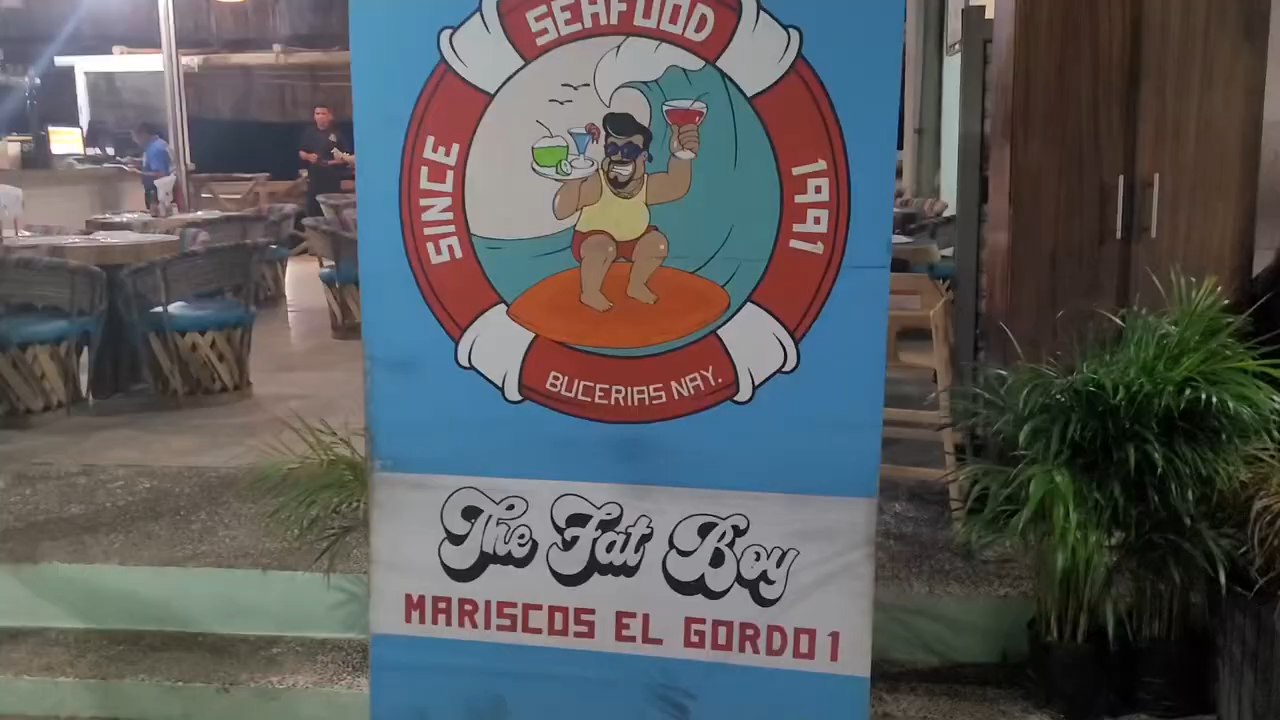 SEAFOOD
SINCE
1991
BUCERIAS NAY.
The Fat Boy
MARISCOS EL GORDO 1